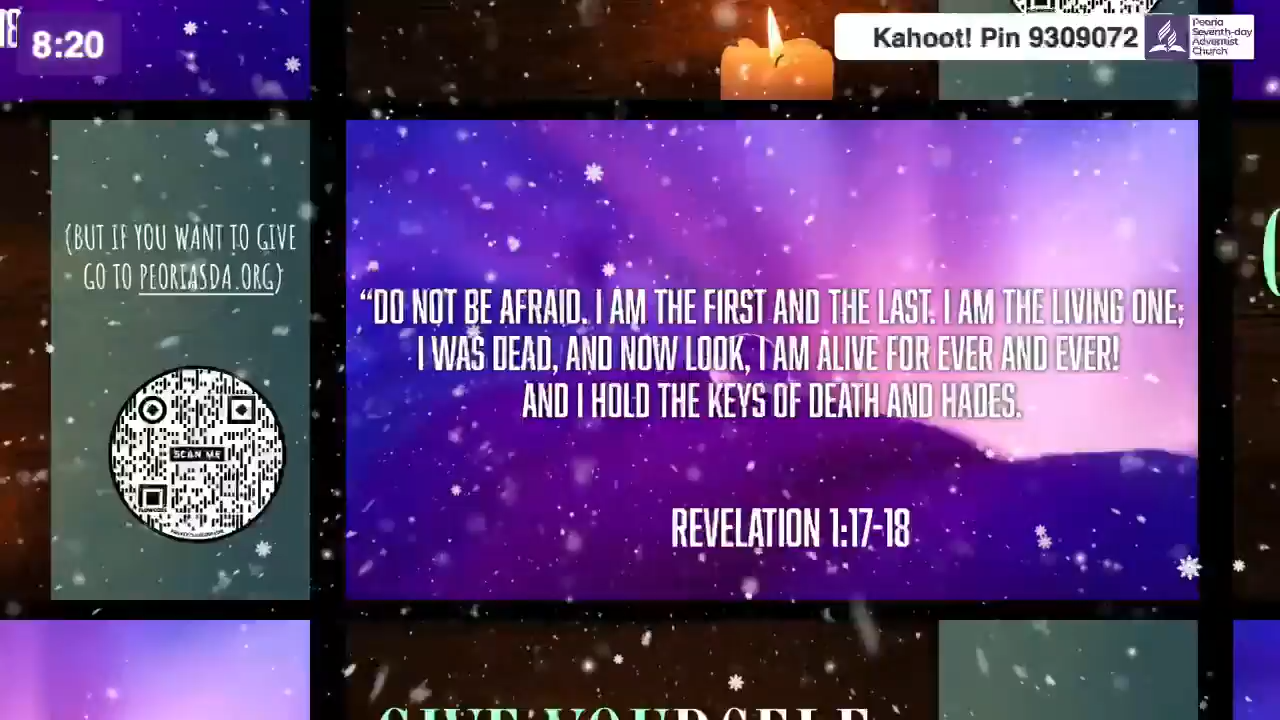 18
8:20
Kahoot! Pin 9309072
Peoria
Seventh-day
Adventist
Church
(BUT IF YOU WANT TO GIVE
GO TO PEORIASDA.ORG)
SCAN ME
“DO NOT BE AFRAID. I AM THE FIRST AND THE LAST. I AM THE LIVING ONE;
I WAS DEAD, AND NOW LOOK, I AM ALIVE FOR EVER AND EVER!
AND I HOLD THE KEYS OF DEATH AND HADES.
REVELATION 1:17-18
GIVE YOURSELF